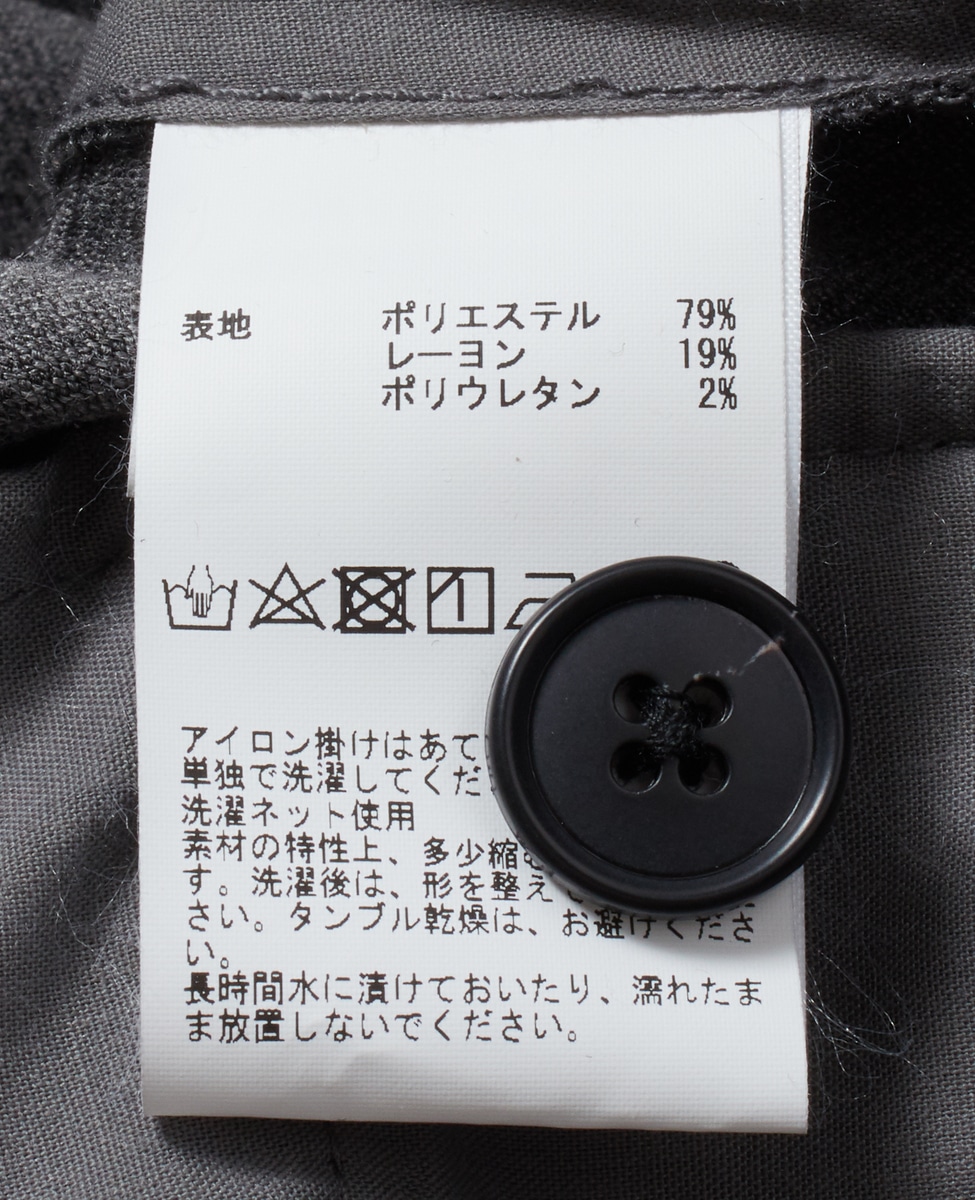 表地 ポリエステル 79%
レーヨン 19%
ポリウレタン 2%
アイロン掛けはあて
単独で洗濯してくだ
洗濯ネット使用
素材の特性上、多少縮
す。洗濯後は、形を整え
さい。タンブル乾燥は、お避けくださ
い。
長時間水に漬けておいたり、濡れたま
ま放置しないでください。